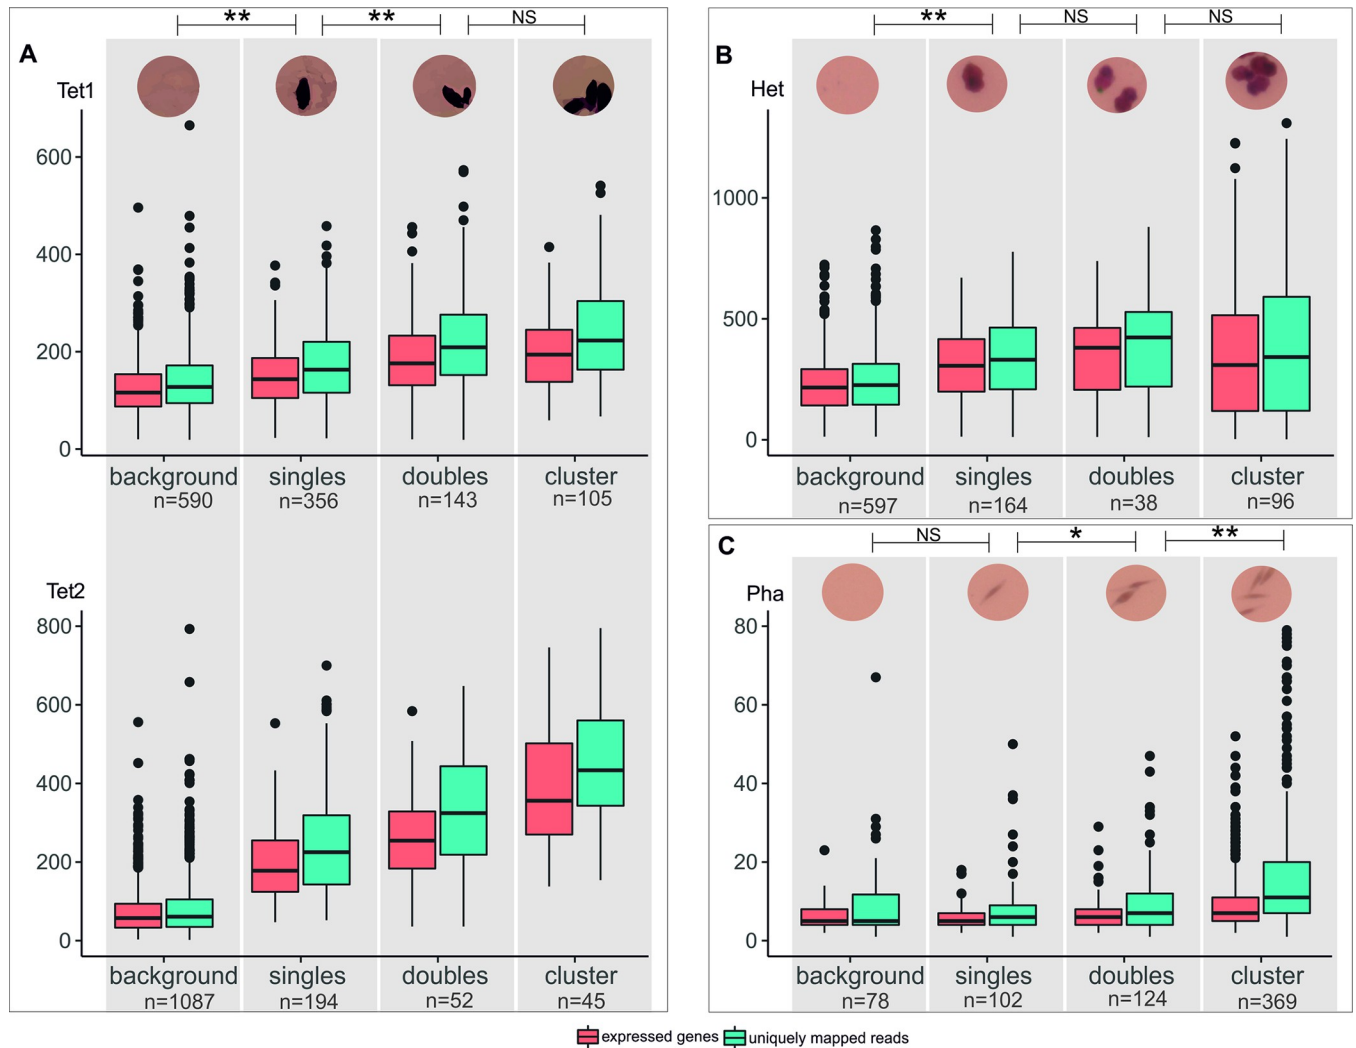 A
** ** NS
Tet1
600
400
200
0
background singles doubles cluster
n=590 n=356 n=143 n=105
Tet2
800
600
400
200
0
background singles doubles cluster
n=1087 n=194 n=52 n=45
B
** NS NS
Het
1000
500
0
background singles doubles cluster
n=597 n=164 n=38 n=96
C
NS * **
Pha
80
60
40
20
0
background singles doubles cluster
n=78 n=102 n=124 n=369
expressed genes uniquely mapped reads